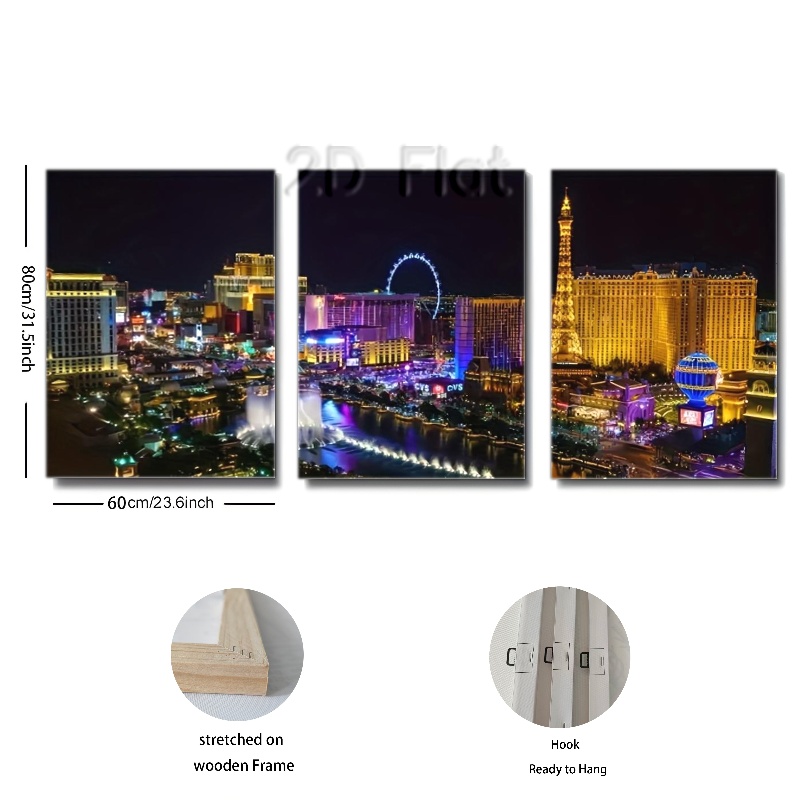 2D Flat
80cm/31.5inch
CVS CVS
60cm/23.6inch
stretched on
wooden Frame
Hook
Ready to Hang